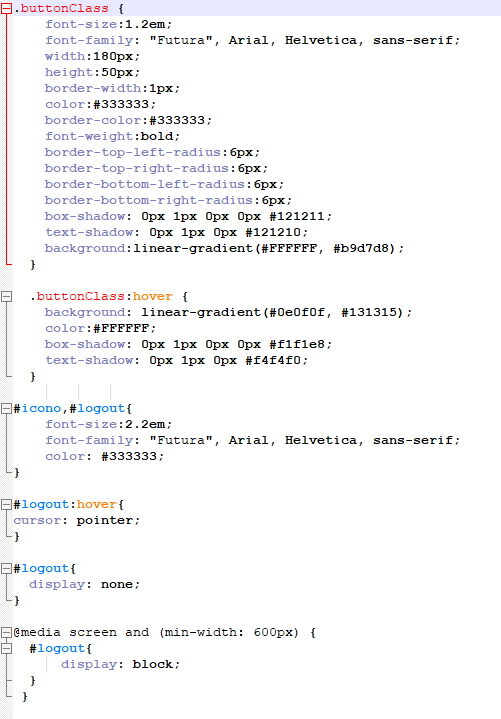 .buttonClass {
font-size:1.2em;
font-family: "Futura", Arial, Helvetica, sans-serif;
width:180px;
height:50px;
border-width:1px;
color:#333333;
border-color:#333333;
font-weight:bold;
border-top-left-radius:6px;
border-top-right-radius:6px;
border-bottom-left-radius:6px;
border-bottom-right-radius:6px;
box-shadow: 0px 1px 0px 0px #121211;
text-shadow: 0px 1px 0px #121210;
background:linear-gradient(#FFFFFF, #b9d7d8);
}
.buttonClass:hover {
background: linear-gradient(#0e0f0f, #131315);
color:#FFFFFF;
box-shadow: 0px 1px 0px 0px #f1f1e8;
text-shadow: 0px 1px 0px #f4f4f0;
}
#icono,#logout{
font-size:2.2em;
font-family: "Futura", Arial, Helvetica, sans-serif;
color: #333333;
}
#logout:hover{
cursor: pointer;
}
#logout{
display: none;
}
@media screen and (min-width: 600px) {
#logout{
display: block;
}
}